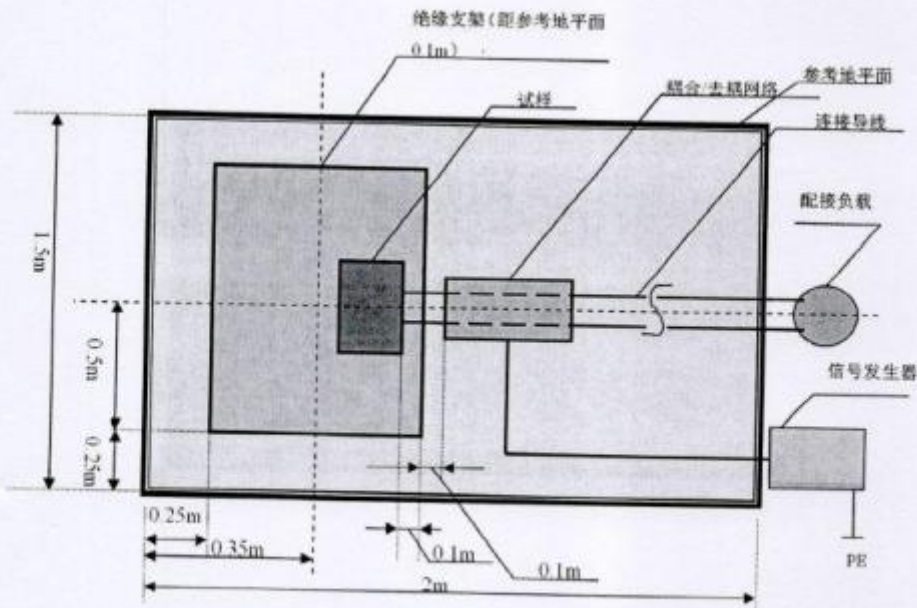 绝缘支架(距参考地平面
0.1m)
试样
耦合/去耦网络
参考地平面
连接导线
配接负载
1.5m
0.5m
信号发生器
0.25m
0.25m
0.35m
0.1m
0.1m
PE
2m